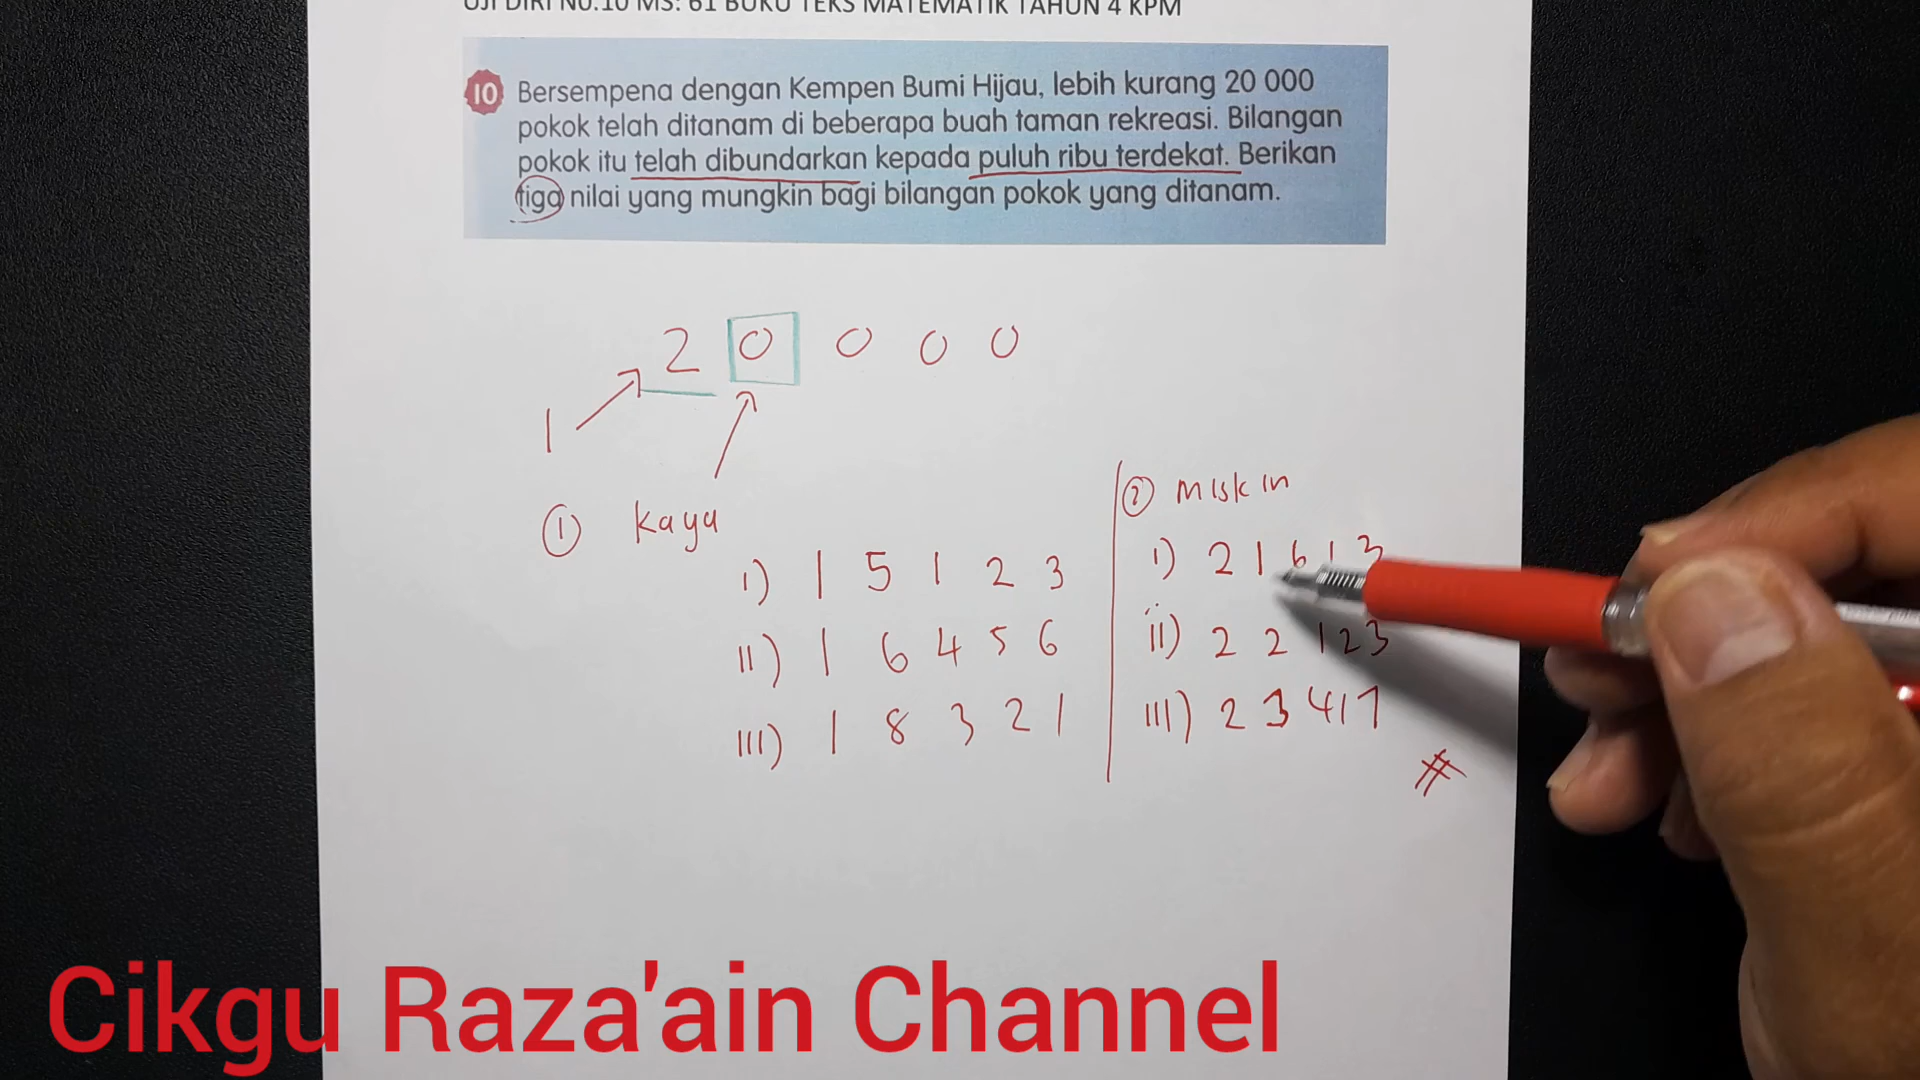 UJI DIRI NO.10 MS: 61 BUKU TEKS MATEMATIK TAHUN 4 KPM
10 Bersempena dengan Kempen Bumi Hijau, lebih kurang 20 000
pokok telah ditanam di beberapa buah taman rekreasi. Bilangan
pokok itu telah dibundarkan kepada puluh ribu terdekat. Berikan
tiga nilai yang mungkin bagi bilangan pokok yang ditanam.
2 0 0 0 0
1
① Kaya
i) 1 5 1 2 3
ii) 1 6 4 5 6
iii) 1 8 3 2 1
② miskin
i) 2 1 6 1 3
ii) 2 2 1 2 3
iii) 2 3 4 1 7
#
Cikgu Raza'ain Channel